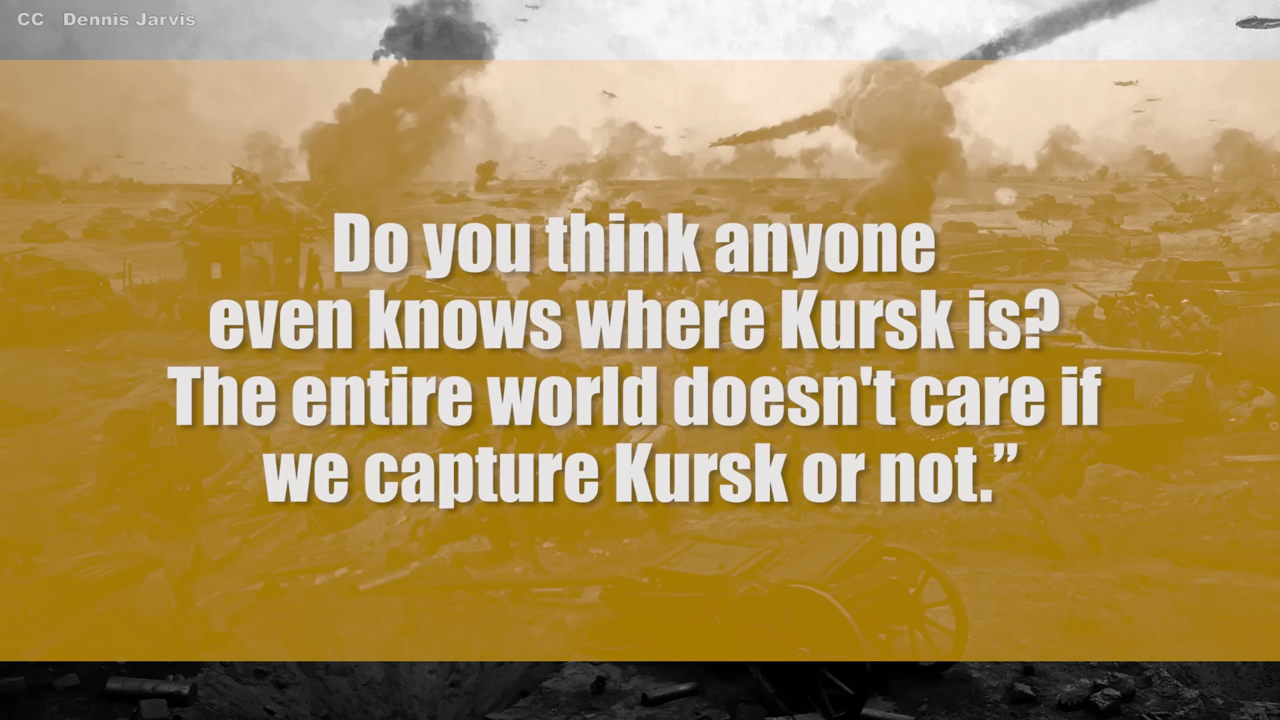 CC Dennis Jarvis
Do you think anyone
even knows where Kursk is?
The entire world doesn't care if
we capture Kursk or not.”